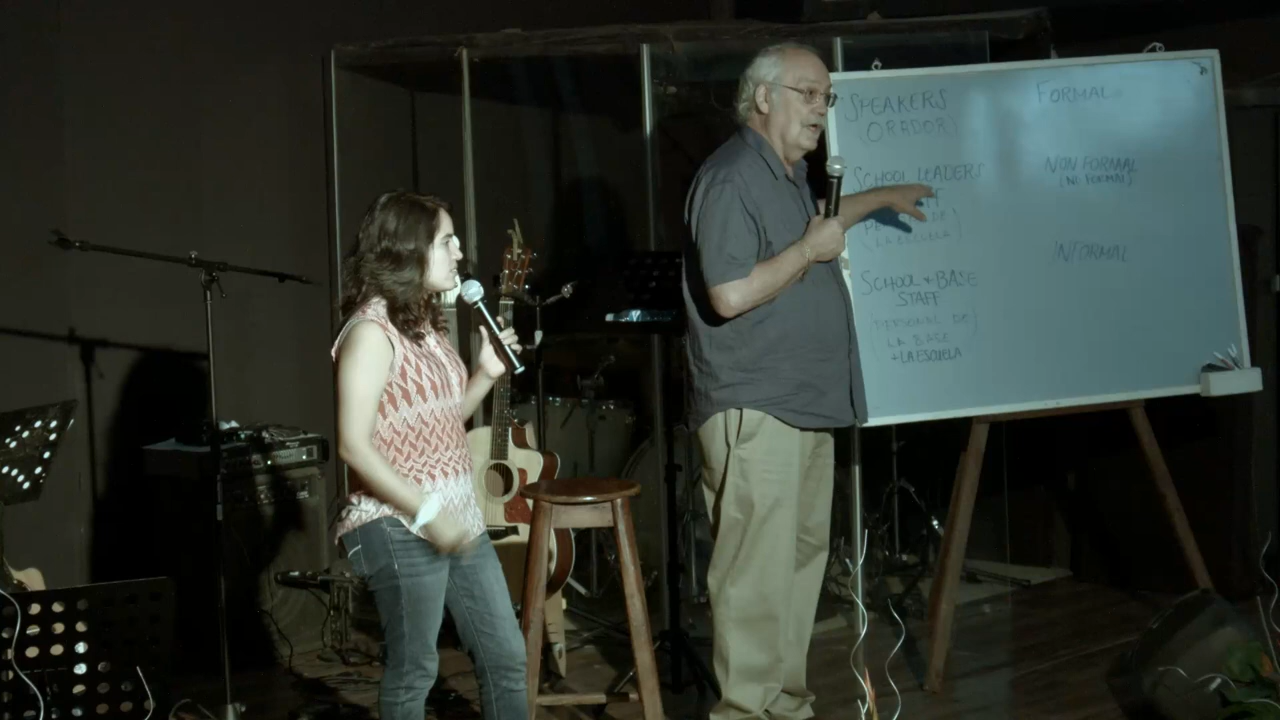 SPEAKERS
(ORADOR)
SCHOOL LEADERS
(LA ESCUELA)
SCHOOL + BASE
STAFF
(PERSONAL DE
LA BASE
+ LA ESCUELA
FORMAL
NON FORMAL
(NO FORMAL)
INFORMAL